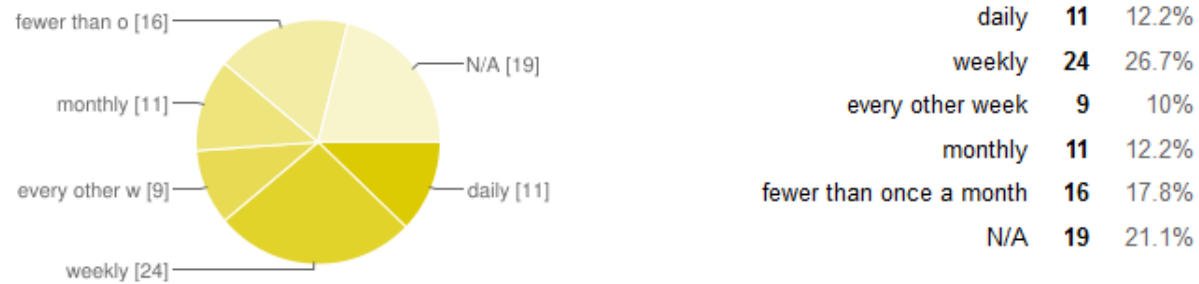 fewer than o [16]
N/A [19]
monthly [11]
every other w [9]
daily [11]
weekly [24]
daily 11 12.2%
weekly 24 26.7%
every other week 9 10%
monthly 11 12.2%
fewer than once a month 16 17.8%
N/A 19 21.1%